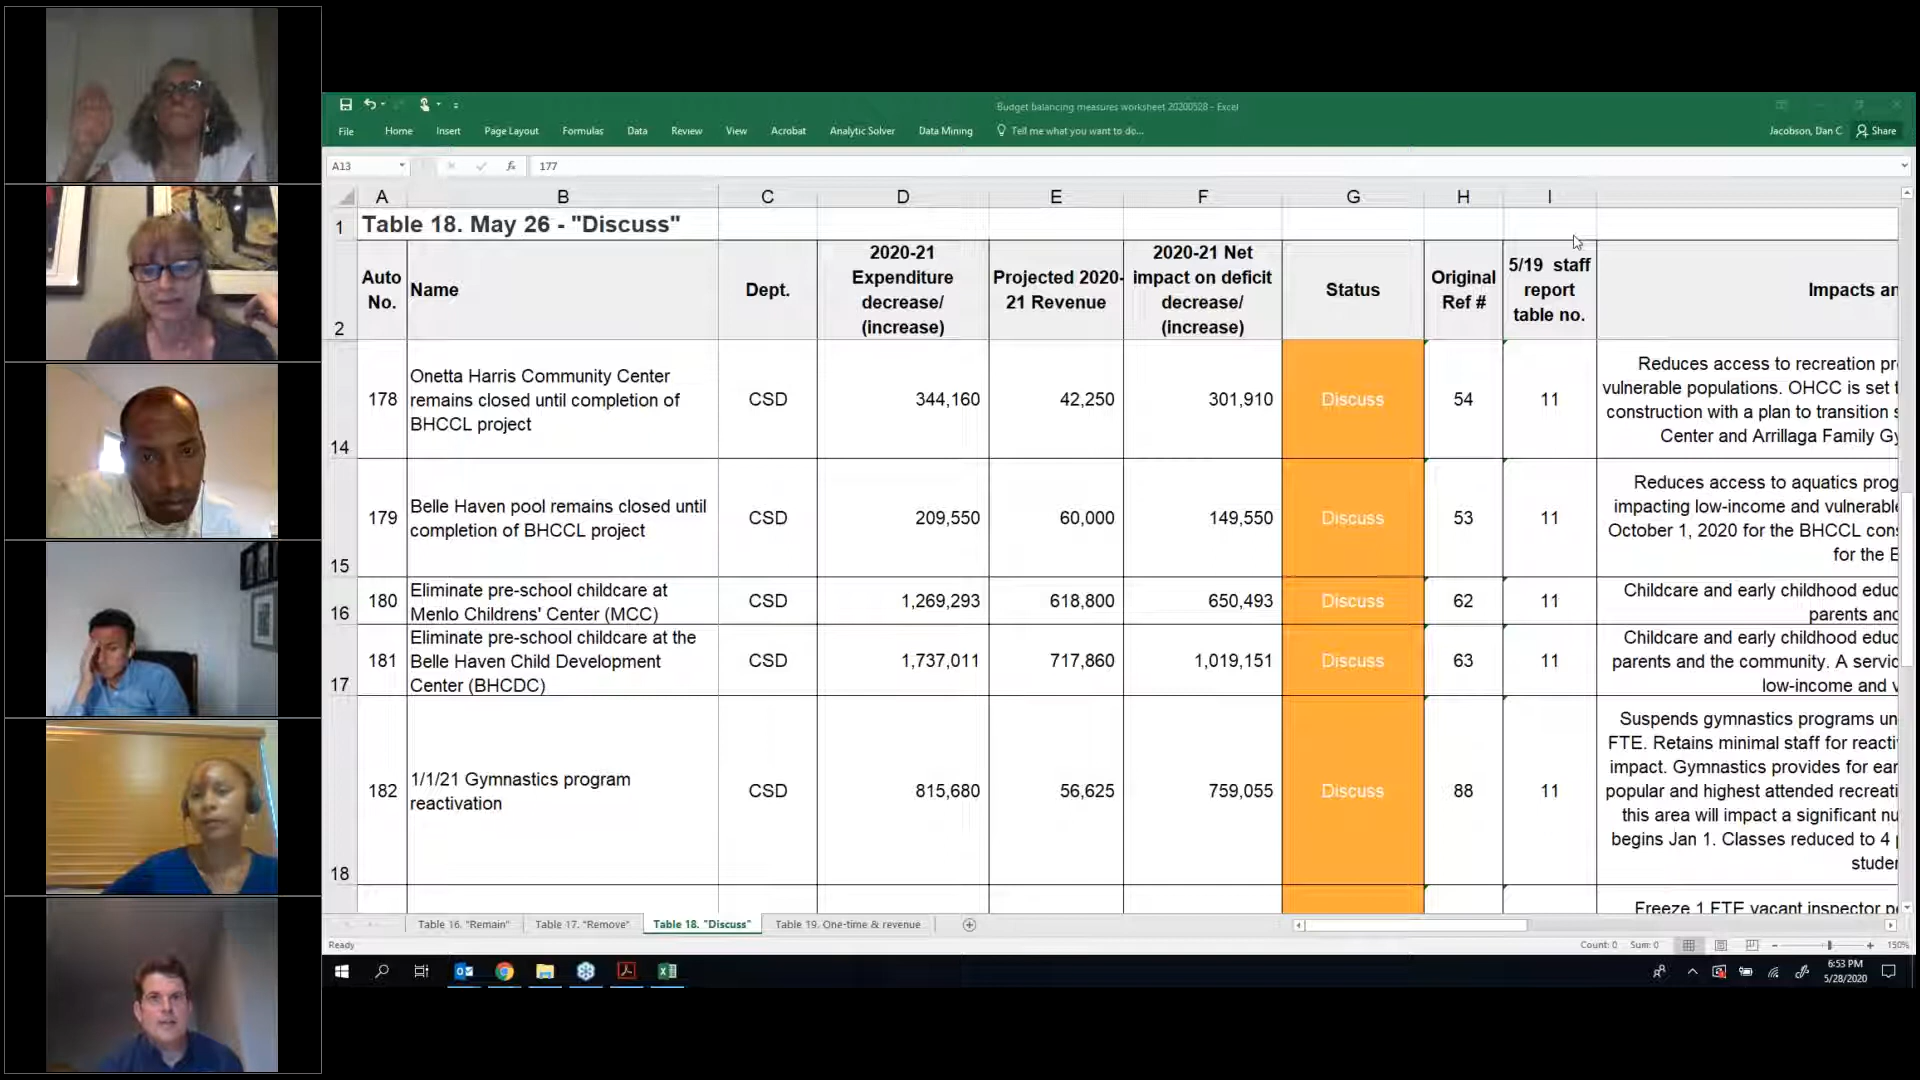 Budget balancing measures worksheet 20200528 - Excel
File Home Insert Page Layout Formulas Data Review View Acrobat Analytic Solver Data Mining Tell me what you want to do... Jacobson, Dan C Share
A13 fx 177
A B C D E F G H I
1 Table 18. May 26 - "Discuss"
2020-21 2020-21 Net 5/19 staff
Auto Expenditure Projected 2020- impact on deficit Original report
No. Name Dept. decrease/ 21 Revenue decrease/ Status Ref # table no. Impacts an
2 (increase) (increase)
Onetta Harris Community Center Reduces access to recreation pr
178 remains closed until completion of CSD 344,160 42,250 301,910 Discuss 54 11 vulnerable populations. OHCC is set t
BHCCL project construction with a plan to transition s
14 Center and Arrillaga Family Gy
Belle Haven pool remains closed until Reduces access to aquatics prog
179 completion of BHCCL project CSD 209,550 60,000 149,550 Discuss 53 11 impacting low-income and vulnerable
October 1, 2020 for the BHCCL cons
15 for the E
Eliminate pre-school childcare at Childcare and early childhood educ
16 180 Menlo Childrens' Center (MCC) CSD 1,269,293 618,800 650,493 Discuss 62 11 parents and
Eliminate pre-school childcare at the Childcare and early childhood educ
181 Belle Haven Child Development CSD 1,737,011 717,860 1,019,151 Discuss 63 11 parents and the community. A servic
17 Center (BHCDC) low-income and v
Suspends gymnastics programs un
FTE. Retains minimal staff for reacti
1/1/21 Gymnastics program impact. Gymnastics provides for ear
182 reactivation CSD 815,680 56,625 759,055 Discuss 88 11 popular and highest attended recreati
this area will impact a significant nu
begins Jan 1. Classes reduced to 4 p
18 studen
Freeze 1 FTE vacant inspector po
Table 16. "Remain" Table 17. "Remove" Table 18. "Discuss" Table 19. One-time & revenue
Ready Count: 0 Sum: 0 150%
6:53 PM
5/28/2020